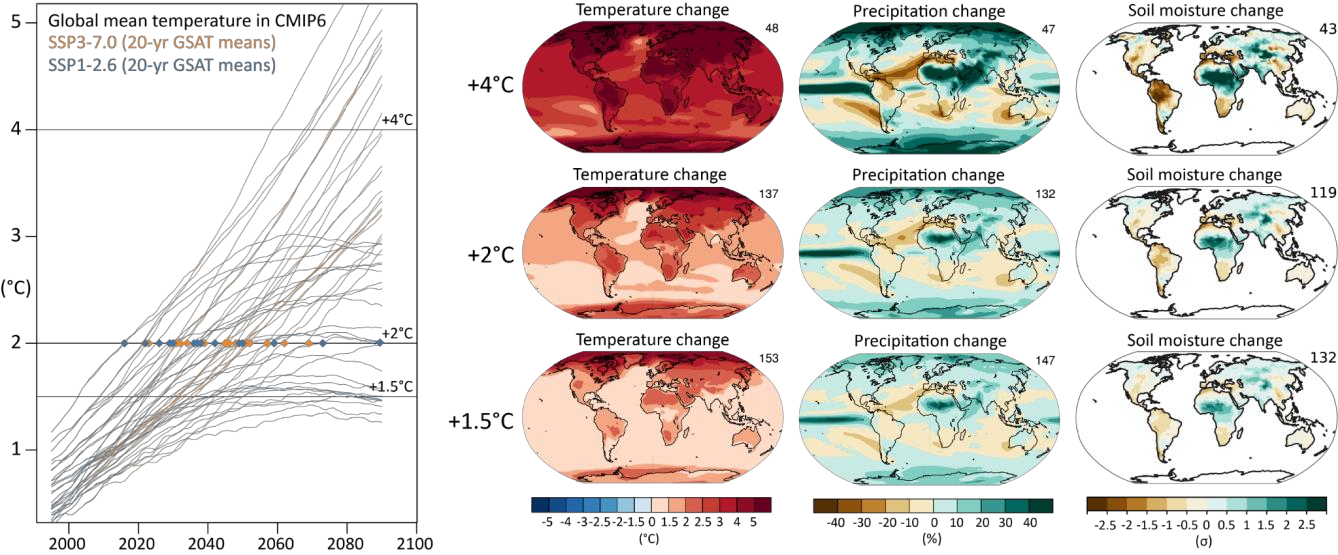 Global mean temperature in CMIP6
SSP3-7.0 (20-yr GSAT means)
SSP1-2.6 (20-yr GSAT means)
5
4
3
(°C)
2
1
+4°C
+2°C
+1.5°C
2000 2020 2040 2060 2080 2100
Temperature change
48
Precipitation change
47
Soil moisture change
43
+4°C
Temperature change
137
Precipitation change
132
Soil moisture change
119
+2°C
Temperature change
153
Precipitation change
147
Soil moisture change
132
+1.5°C
-5 -4 -3 -2.5 -2 -1.5 0 1.5 2 2.5 3 4 5
(°C)
-40 -30 -20 -10 0 10 20 30 40
(%)
-2.5 -2 -1.5 -1 -0.5 0 0.5 1 1.5 2 2.5
(σ)